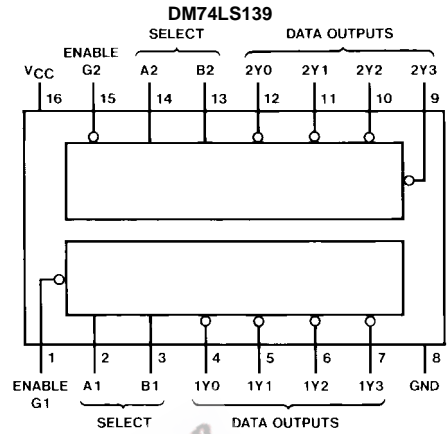 DM74LS139
SELECT DATA OUTPUTS
ENABLE
VCC G2 A2 B2 2Y0 2Y1 2Y2 2Y3
16 15 14 13 12 11 10 9
1 2 3 4 5 6 7 8
ENABLE A1 B1 1Y0 1Y1 1Y2 1Y3 GND
G1
SELECT DATA OUTPUTS